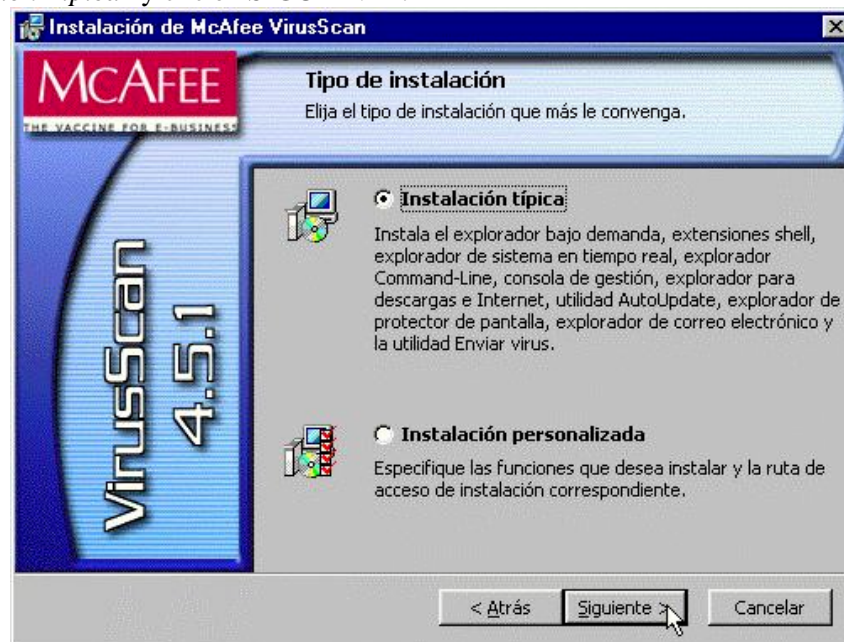 Instalación de McAfee VirusScan
MCAFEE
THE VACCINE FOR E-BUSINESS
Tipo de instalación
Elija el tipo de instalación que más le convenga.
VirusScan
4.5.1
Instalación típica
Instala el explorador bajo demanda, extensiones shell,
explorador de sistema en tiempo real, explorador
Command-Line, consola de gestión, explorador para
descargas e Internet, utilidad AutoUpdate, explorador de
protector de pantalla, explorador de correo electrónico y
la utilidad Enviar virus.
Instalación personalizada
Especifique las funciones que desea instalar y la ruta de
acceso de instalación correspondiente.
< Atrás
Siguiente >
Cancelar